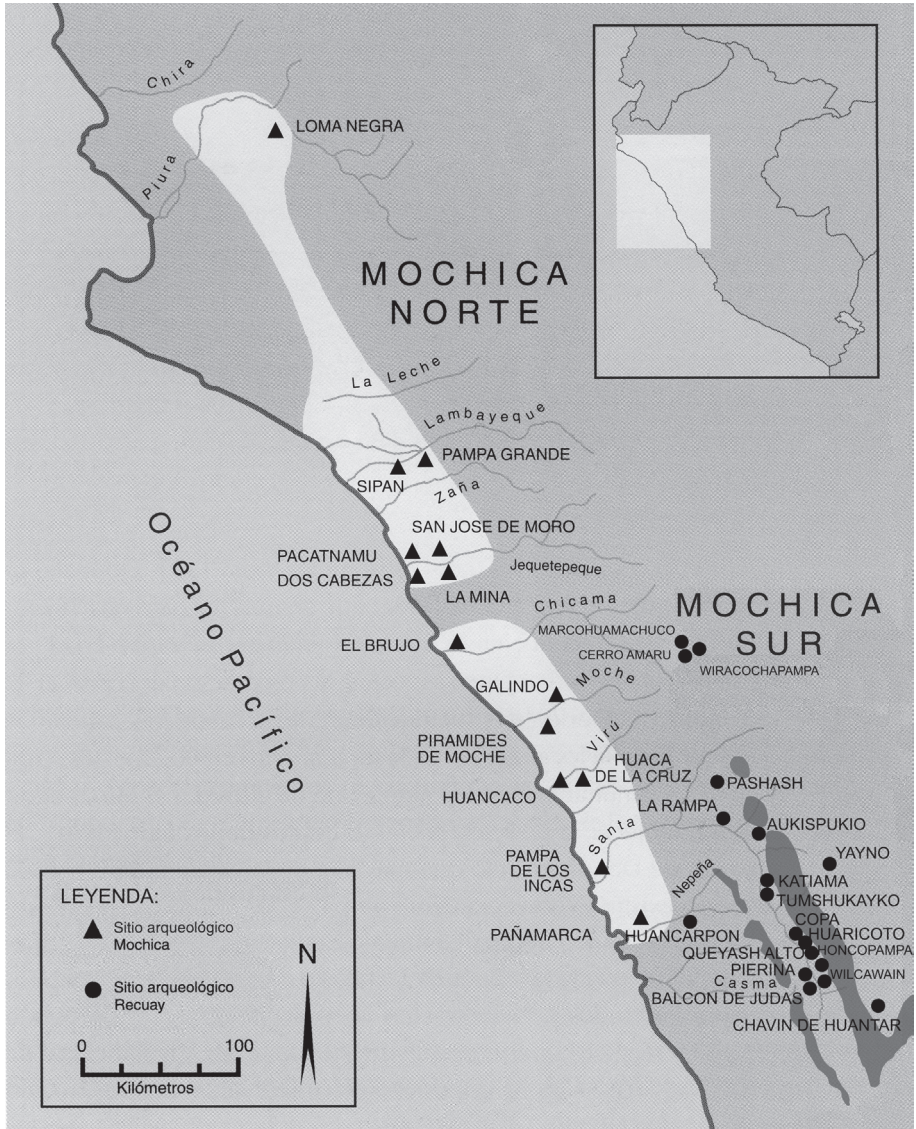 Chira
LOMA NEGRA
Piura
MOCHICA
NORTE
La Leche
Lambayeque
PAMPA GRANDE
SIPAN
Zaña
SAN JOSE DE MORO
PACATNAMU
DOS CABEZAS
Jequetepeque
LA MINA
Océano Pacífico
Chicama
MOCHICA
SUR
EL BRUJO
MARCOHUAMACHUCO
CERRO AMARU
WIRACOCHAPAMPA
GALINDO
Moche
PIRAMIDES
DE MOCHE
Virú
HUACA
DE LA CRUZ
HUANCACO
PASHASH
LA RAMPA
AUKISPUKIO
Santa
YAYNO
PAMPA
DE LOS
INCAS
Nepeña
KATIAMA
TUMSHUKAYKO
COPA
PAÑAMARCA
HUANCARPON
HUARICOTO
QUEYASH ALTO
HONCOPAMPA
PIERINA
WILCAWAIN
Casma
BALCON DE JUDAS
CHAVIN DE HUANTAR
LEYENDA:
Sitio arqueológico
Mochica
Sitio arqueológico
Recuay
N
0 100
Kilómetros